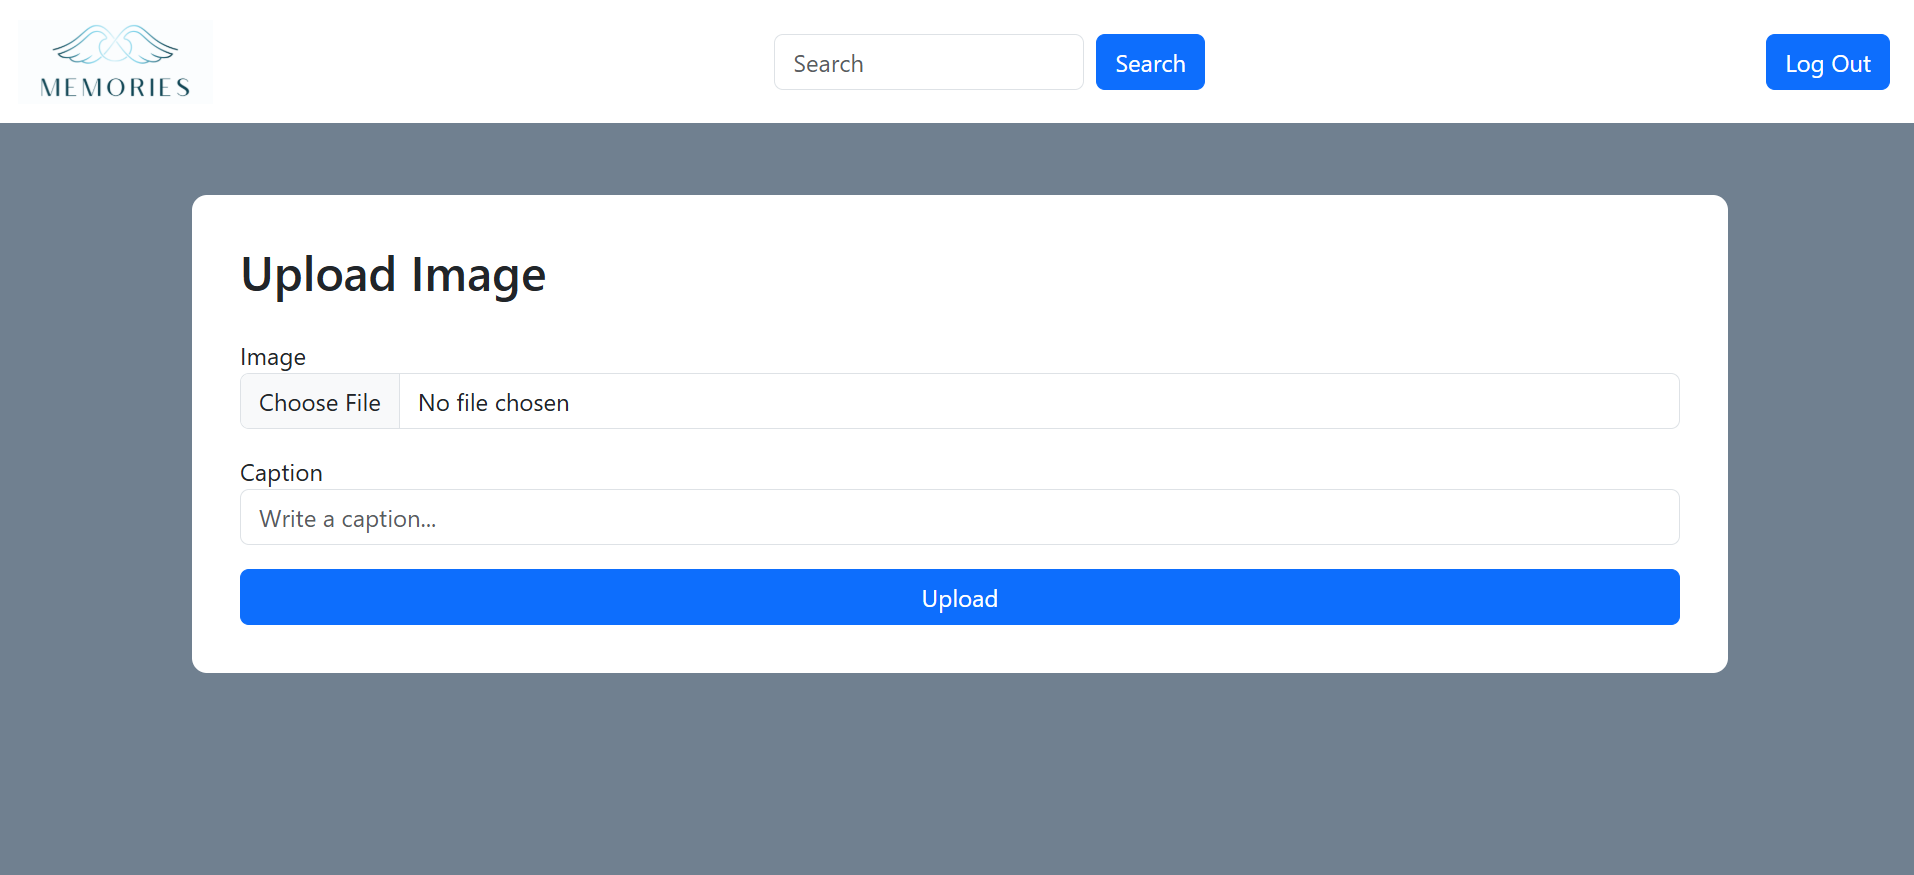 MEMORIES
Search
Search
Log Out
Upload Image
Image
Choose File
No file chosen
Caption
Write a caption...
Upload